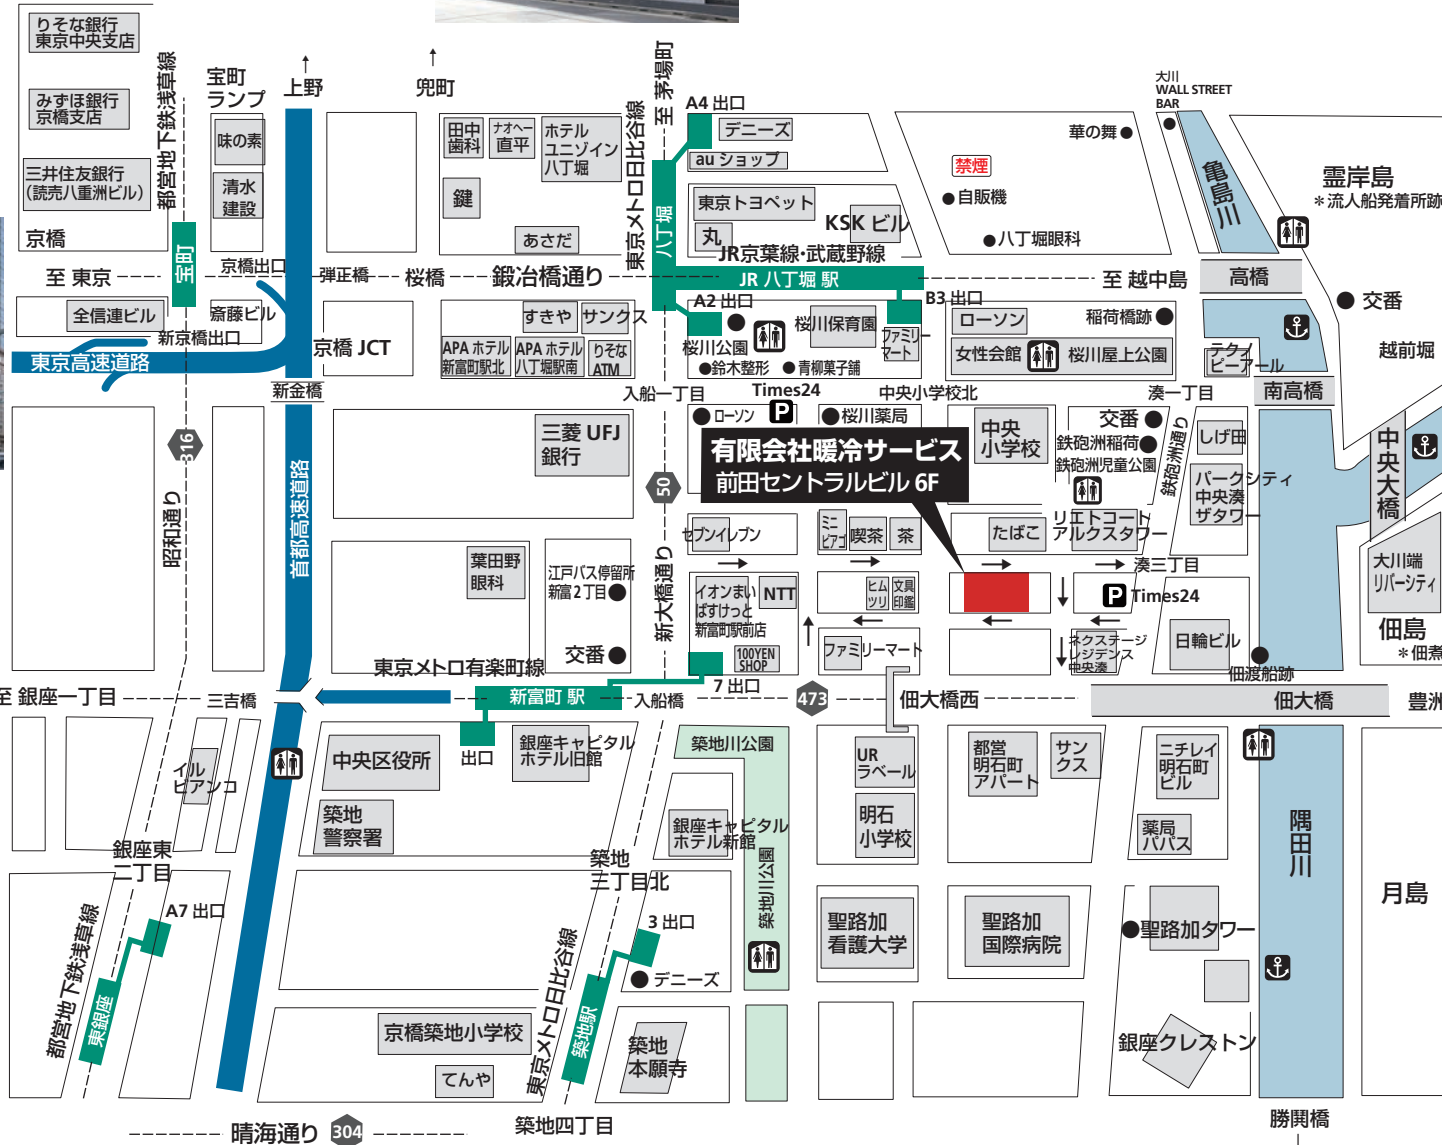 りそな銀行
東京中央支店
みずほ銀行
京橋支店
三井住友銀行
(読売八重洲ビル)
京橋
都営地下鉄浅草線
宝町
ランプ
味の素
清水
建設
上野
兜町
田中
歯科
ナオヘー
直平
ホテル
ユニゾイン
八丁堀
鍵
あさだ
東京メトロ日比谷線
至 茅場町
A4 出口
デニーズ
au ショップ
東京トヨペット
丸
KSK ビル
八丁堀
華の舞
禁煙
自販機
八丁堀眼科
大川
WALL STREET
BAR
亀島川
霊岸島
*流人船発着所跡
至 東京
宝町
京橋出口
弾正橋
桜橋
鍛冶橋通り
JR京葉線・武蔵野線
JR 八丁堀 駅
至 越中島
高橋
全信連ビル
斎藤ビル
新京橋出口
東京高速道路
京橋 JCT
すきや
サンクス
APA ホテル
新富町駅北
APA ホテル
八丁堀駅南
りそな
ATM
A2 出口
桜川公園
桜川保育園
鈴木整形
青柳菓子舗
B3 出口
ファミリー
マート
ローソン
稲荷橋跡
女性会館
桜川屋上公園
テクノ
ピーアール
交番
越前堀
新金橋
入船一丁目
Times24
P
中央小学校北
湊一丁目
南高橋
316
昭和通り
首都高速道路
三菱 UFJ
銀行
50
新大橋通り
ローソン
桜川薬局
有限会社暖冷サービス
前田セントラルビル 6F
中央
小学校
交番
鉄砲洲稲荷
鉄砲洲児童公園
鉄砲洲通り
しげ田
パークシティ
中央湊
ザタワー
中央大橋
セブンイレブン
ミニ
ピアゴ
喫茶
茶
たばこ
リエトコート
アルクスタワー
湊三丁目
葉田野
眼科
江戸バス停留所
新富2丁目
交番
イオンまい
ばすけっと
新富町駅前店
NTT
100YEN
SHOP
ヒム
ツリ
文具
印鑑
ファミリーマート
P
Times24
ネクステージ
レジデンス
中央湊
日輪ビル
佃渡船跡
大川端
リバーシティ
佃島
*佃煮
至 銀座一丁目
三吉橋
東京メトロ有楽町線
新富町 駅
入船橋
7 出口
473
佃大橋西
佃大橋
豊洲
イル
ピアンコ
中央区役所
出口
銀座キャピタル
ホテル旧館
築地
警察署
築地川公園
銀座キャピタル
ホテル新館
築地川公園
UR
ラベール
明石
小学校
都営
明石町
アパート
サン
クス
ニチレイ
明石町
ビル
薬局
パパス
隅田川
月島
銀座東
二丁目
A7 出口
都営地下鉄浅草線
東銀座
築地
三丁目北
3 出口
デニーズ
東京メトロ日比谷線
築地駅
聖路加
看護大学
聖路加
国際病院
聖路加タワー
京橋築地小学校
てんや
築地
本願寺
銀座クレストン
晴海通り
304
築地四丁目
勝鬨橋